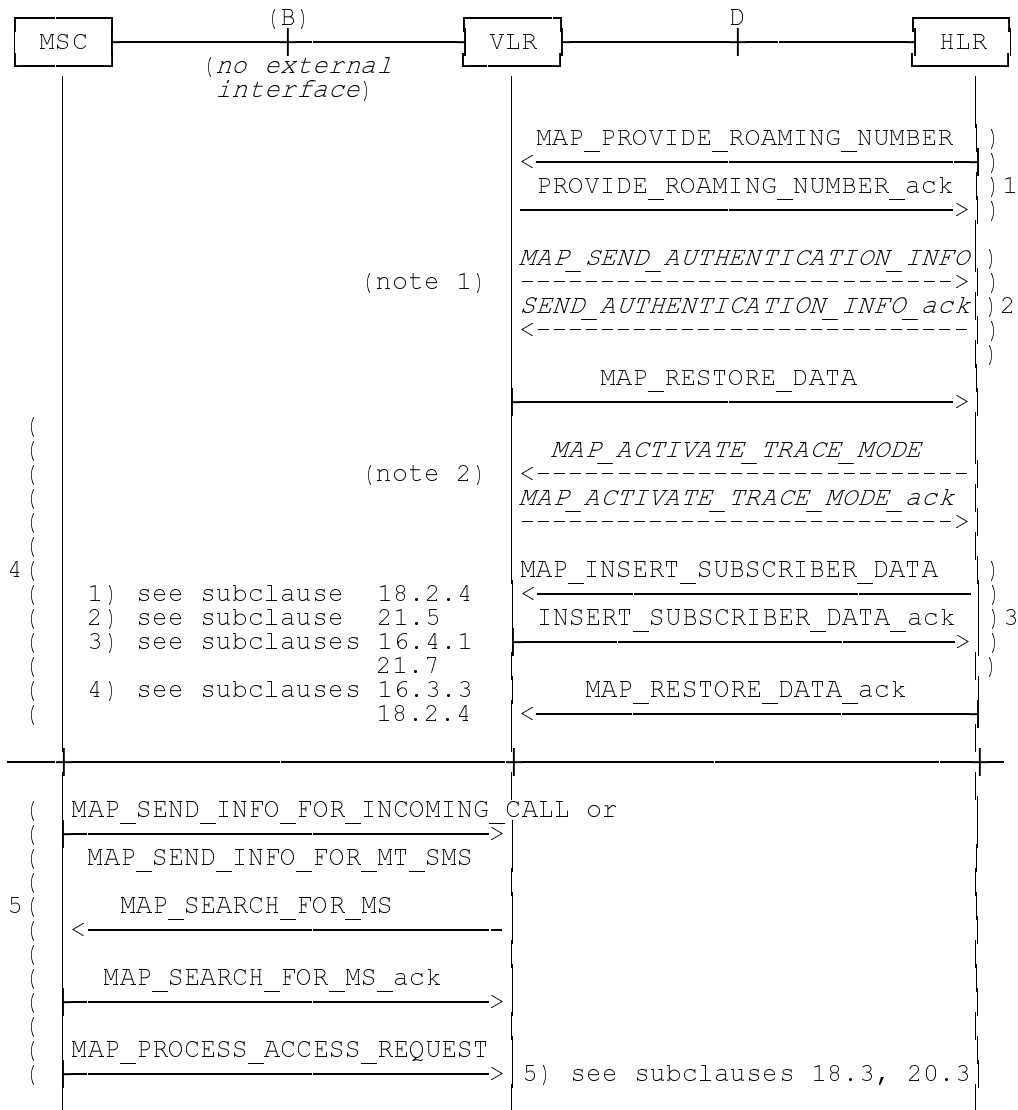 (B) D
MSC VLR HLR
(no external
interface)
MAP_PROVIDE_ROAMING_NUMBER )
< )
PROVIDE_ROAMING_NUMBER_ack )1
> )
MAP_SEND_AUTHENTICATION_INFO )
(note 1) ---------------------------> )
SEND_AUTHENTICATION_INFO_ack )2
<--------------------------- )
)
MAP_RESTORE_DATA
>
(
(
( MAP_ACTIVATE_TRACE_MODE
( (note 2) <---------------------------
( MAP_ACTIVATE_TRACE_MODE_ack
( --------------------------->
(
4( MAP_INSERT_SUBSCRIBER_DATA )
( 1) see subclause 18.2.4 < )
( 2) see subclause 21.5 INSERT_SUBSCRIBER_DATA_ack )3
( 3) see subclauses 16.4.1 > )
( 21.7 )
( 4) see subclauses 16.3.3 MAP_RESTORE_DATA_ack
( 18.2.4 <
( MAP_SEND_INFO_FOR_INCOMING_CALL or
( >
( MAP_SEND_INFO_FOR_MT_SMS
(
5( MAP_SEARCH_FOR_MS
( <
(
( MAP_SEARCH_FOR_MS_ack
( >
(
( MAP_PROCESS_ACCESS_REQUEST
( > 5) see subclauses 18.3, 20.3